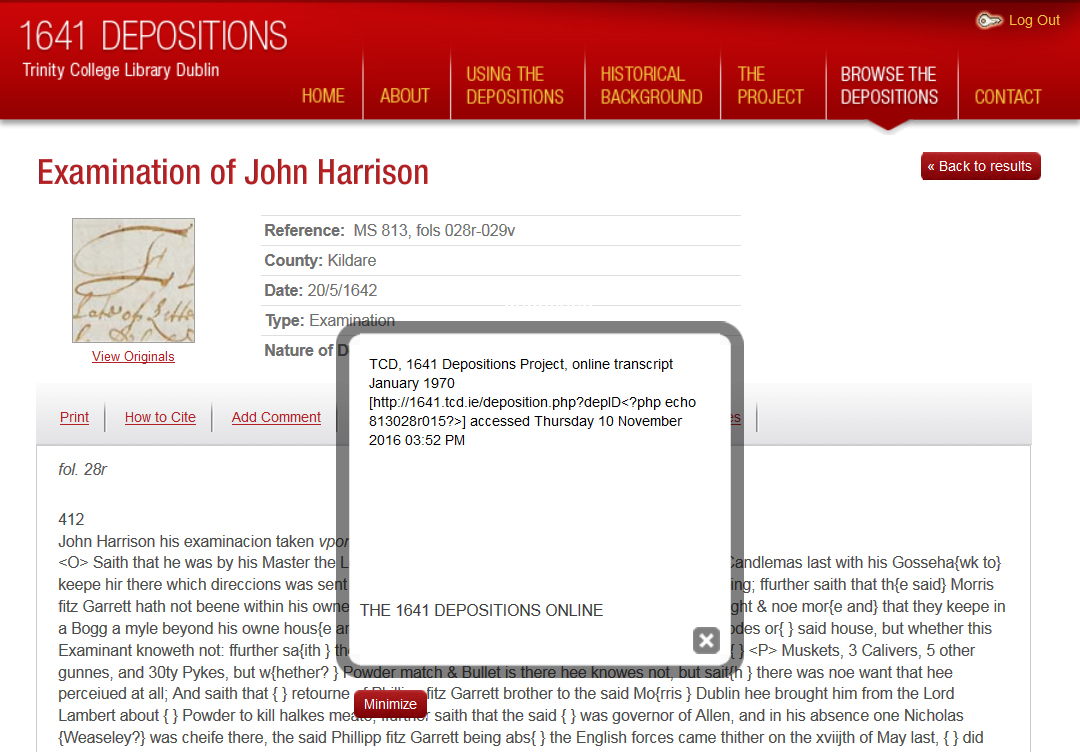 1641 DEPOSITIONS
Trinity College Library Dublin
Log Out
HOME
ABOUT
USING THE
DEPOSITIONS
HISTORICAL
BACKGROUND
THE
PROJECT
BROWSE THE
DEPOSITIONS
CONTACT
Examination of John Harrison
« Back to results
Reference: MS 813, fols 028r-029v
County: Kildare
Date: 20/5/1642
Type: Examination
Nature of D
View Originals
Print
How to Cite
Add Comment
es
TCD, 1641 Depositions Project, online transcript
January 1970
[http://1641.tcd.ie/deposition.php?depID<?php echo
813028r015?>] accessed Thursday 10 November
2016 03:52 PM
THE 1641 DEPOSITIONS ONLINE
Minimize
fol. 28r
412
John Harrison his examinacion taken vpon
<O> Saith that he was by his Master the L Candlemas last with his Gosseha{wk to}
keepe hir there which direccions was sent ing; ffurther saith that th{e said} Morris
fitz Garrett hath not beene within his owne ght & noe mor{e and} that they keepe in
a Bogg a myle beyond his owne hous{e an odes or{ } said house, but whether this
Examinant knoweth not: ffurther sa{ith } th { } <P> Muskets, 3 Calivers, 5 other
gunnes, and 30ty Pykes, but w{hether? } Powder match & Bullet is there hee knowes not, but sait{h } there was noe want that hee
perceiued at all; And saith that { } retourne of Phillip fitz Garrett brother to the said Mo{rris } Dublin hee brought him from the Lord
Lambert about { } Powder to kill halkes meate, ffurther saith that the said { } was governor of Allen, and in his absence one Nicholas
{Weaseley?} was cheife there, the said Phillipp fitz Garrett being abs{ } the English forces came thither on the xviijth of May last, { } did